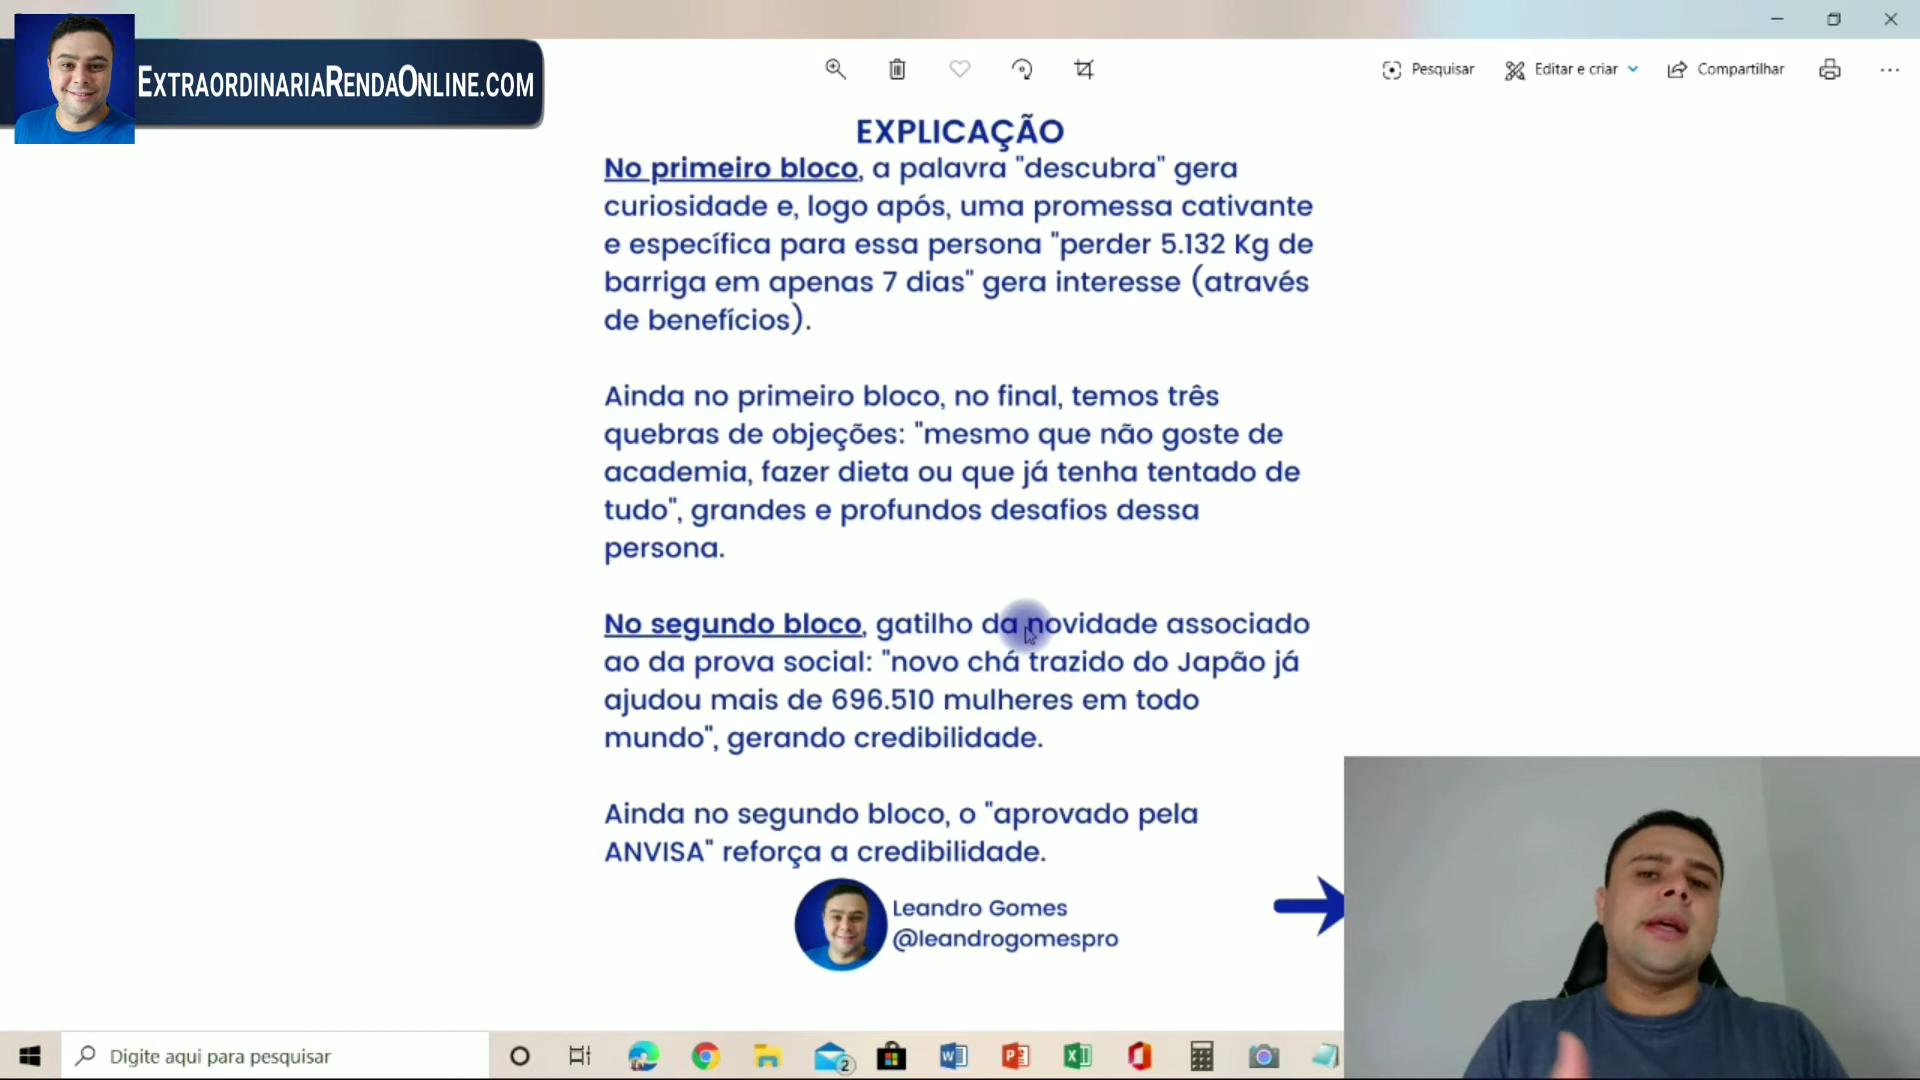 EXTRAORDINARIARENDAONLINE.COM
Pesquisar
Editar e criar
Compartilhar
EXPLICAÇÃO
No primeiro bloco, a palavra "descubra" gera
curiosidade e, logo após, uma promessa cativante
e específica para essa persona "perder 5.132 Kg de
barriga em apenas 7 dias" gera interesse (através
de benefícios).
Ainda no primeiro bloco, no final, temos três
quebras de objeções: "mesmo que não goste de
academia, fazer dieta ou que já tenha tentado de
tudo", grandes e profundos desafios dessa
persona.
No segundo bloco, gatilho da novidade associado
ao da prova social: "novo chá trazido do Japão já
ajudou mais de 696.510 mulheres em todo
mundo", gerando credibilidade.
Ainda no segundo bloco, o "aprovado pela
ANVISA" reforça a credibilidade.
Leandro Gomes
@leandrogomespro
Digite aqui para pesquisar
2